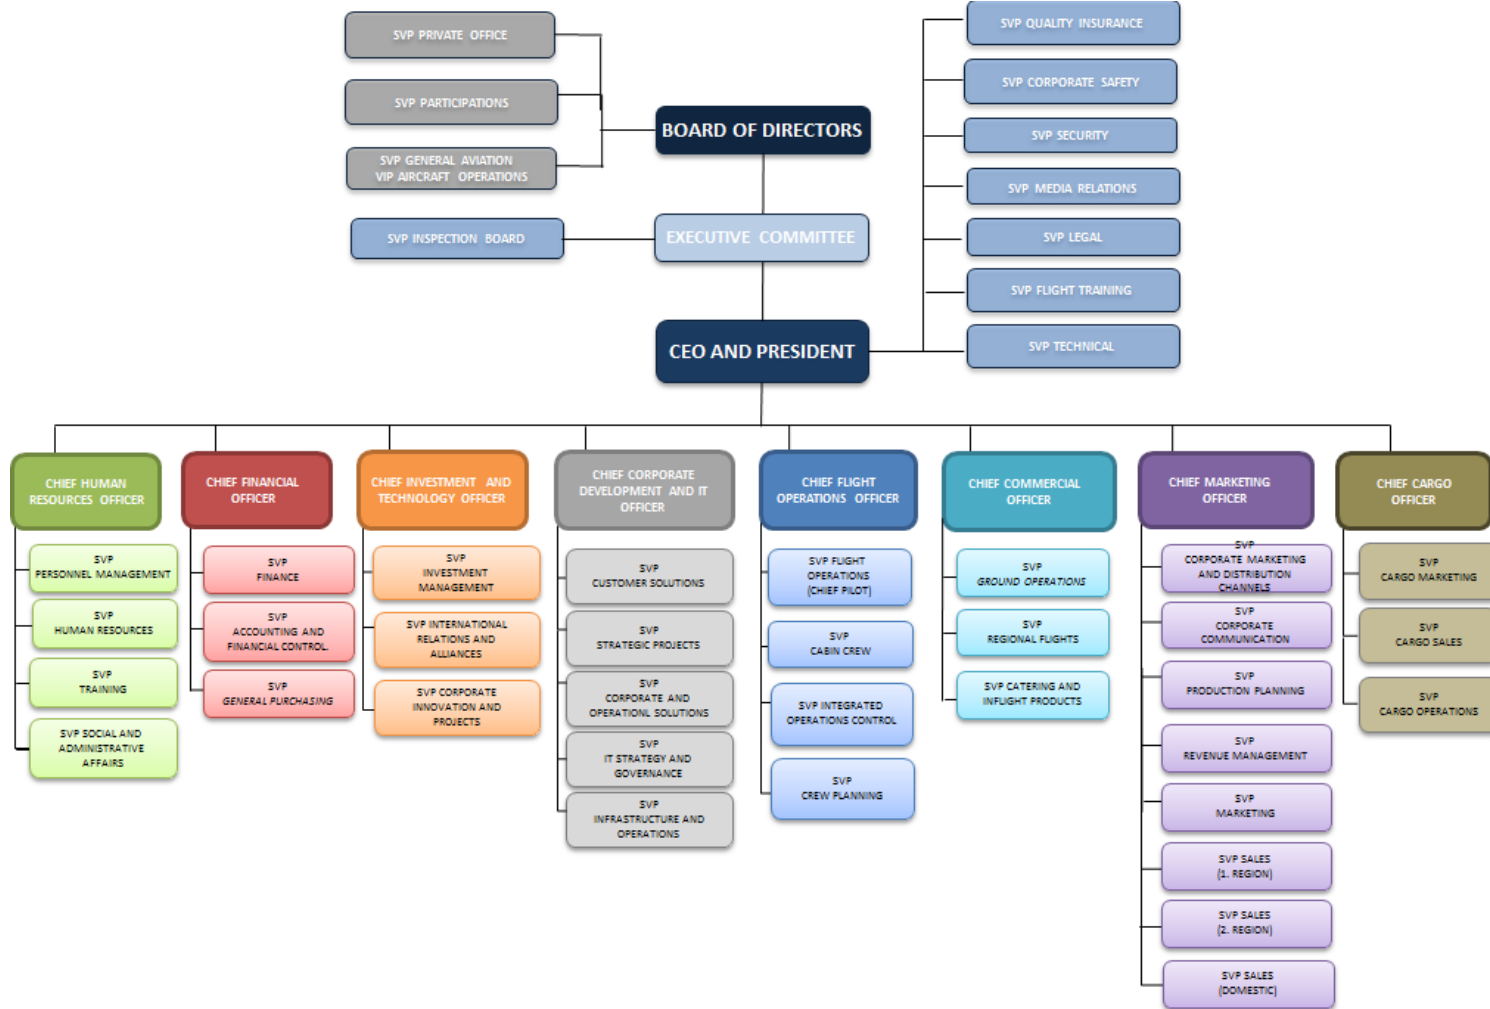 SVP PRIVATE OFFICE
SVP PARTICIPATIONS
SVP GENERAL AVIATION
VIP AIRCRAFT OPERATIONS
SVP INSPECTION BOARD
BOARD OF DIRECTORS
EXECUTIVE COMMITTEE
CEO AND PRESIDENT
SVP QUALITY INSURANCE
SVP CORPORATE SAFETY
SVP SECURITY
SVP MEDIA RELATIONS
SVP LEGAL
SVP FLIGHT TRAINING
SVP TECHNICAL
CHIEF HUMAN
RESOURCES OFFICER
SVP
PERSONNEL MANAGEMENT
SVP
HUMAN RESOURCES
SVP
TRAINING
SVP SOCIAL AND
ADMINISTRATIVE
AFFAIRS
CHIEF FINANCIAL
OFFICER
SVP
FINANCE
SVP
ACCOUNTING AND
FINANCIAL CONTROL.
SVP
GENERAL PURCHASING
CHIEF INVESTMENT AND
TECHNOLOGY OFFICER
SVP
INVESTMENT
MANAGEMENT
SVP INTERNATIONAL
RELATIONS AND
ALLIANCES
SVP CORPORATE
INNOVATION AND
PROJECTS
CHIEF CORPORATE
DEVELOPMENT AND IT
OFFICER
SVP
CUSTOMER SOLUTIONS
SVP
STRATEGIC PROJECTS
SVP
CORPORATE AND
OPERATIONL SOLUTIONS
SVP
IT STRATEGY AND
GOVERNANCE
SVP
INFRASTRUCTURE AND
OPERATIONS
CHIEF FLIGHT
OPERATIONS OFFICER
SVP FLIGHT
OPERATIONS
(CHIEF PILOT)
SVP
CABIN CREW
SVP INTEGRATED
OPERATIONS CONTROL
SVP
CREW PLANNING
CHIEF COMMERCIAL
OFFICER
SVP
GROUND OPERATIONS
SVP
REGIONAL FLIGHTS
SVP CATERING AND
INFLIGHT PRODUCTS
CHIEF MARKETING
OFFICER
SVP
CORPORATE MARKETING
AND DISTRIBUTION
CHANNELS
SVP
CORPORATE
COMMUNICATION
SVP
PRODUCTION PLANNING
SVP
REVENUE MANAGEMENT
SVP
MARKETING
SVP SALES
(1. REGION)
SVP SALES
(2. REGION)
SVP SALES
(DOMESTIC)
CHIEF CARGO
OFFICER
SVP
CARGO MARKETING
SVP
CARGO SALES
SVP
CARGO OPERATIONS